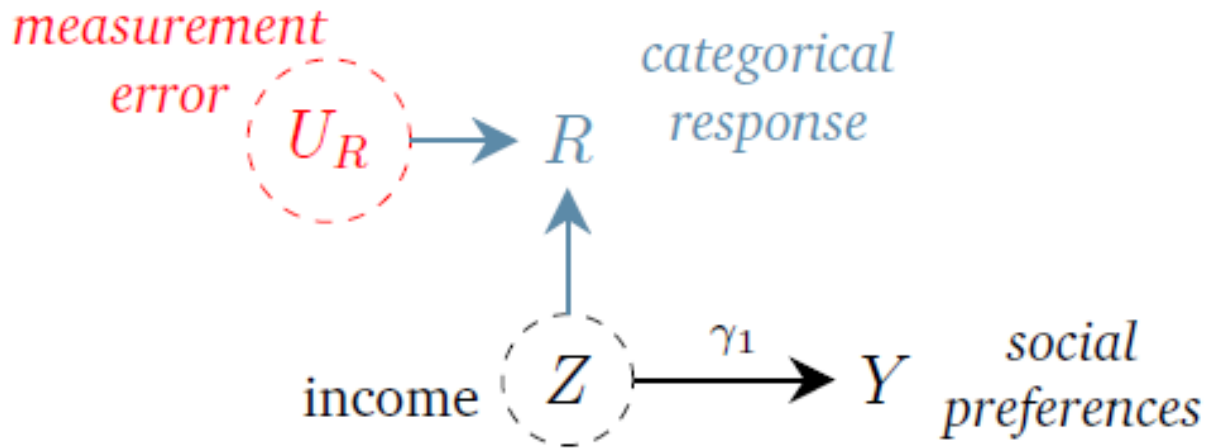 measurement
error
U_R
R
categorical
response
income
Z
γ1
Y
social
preferences